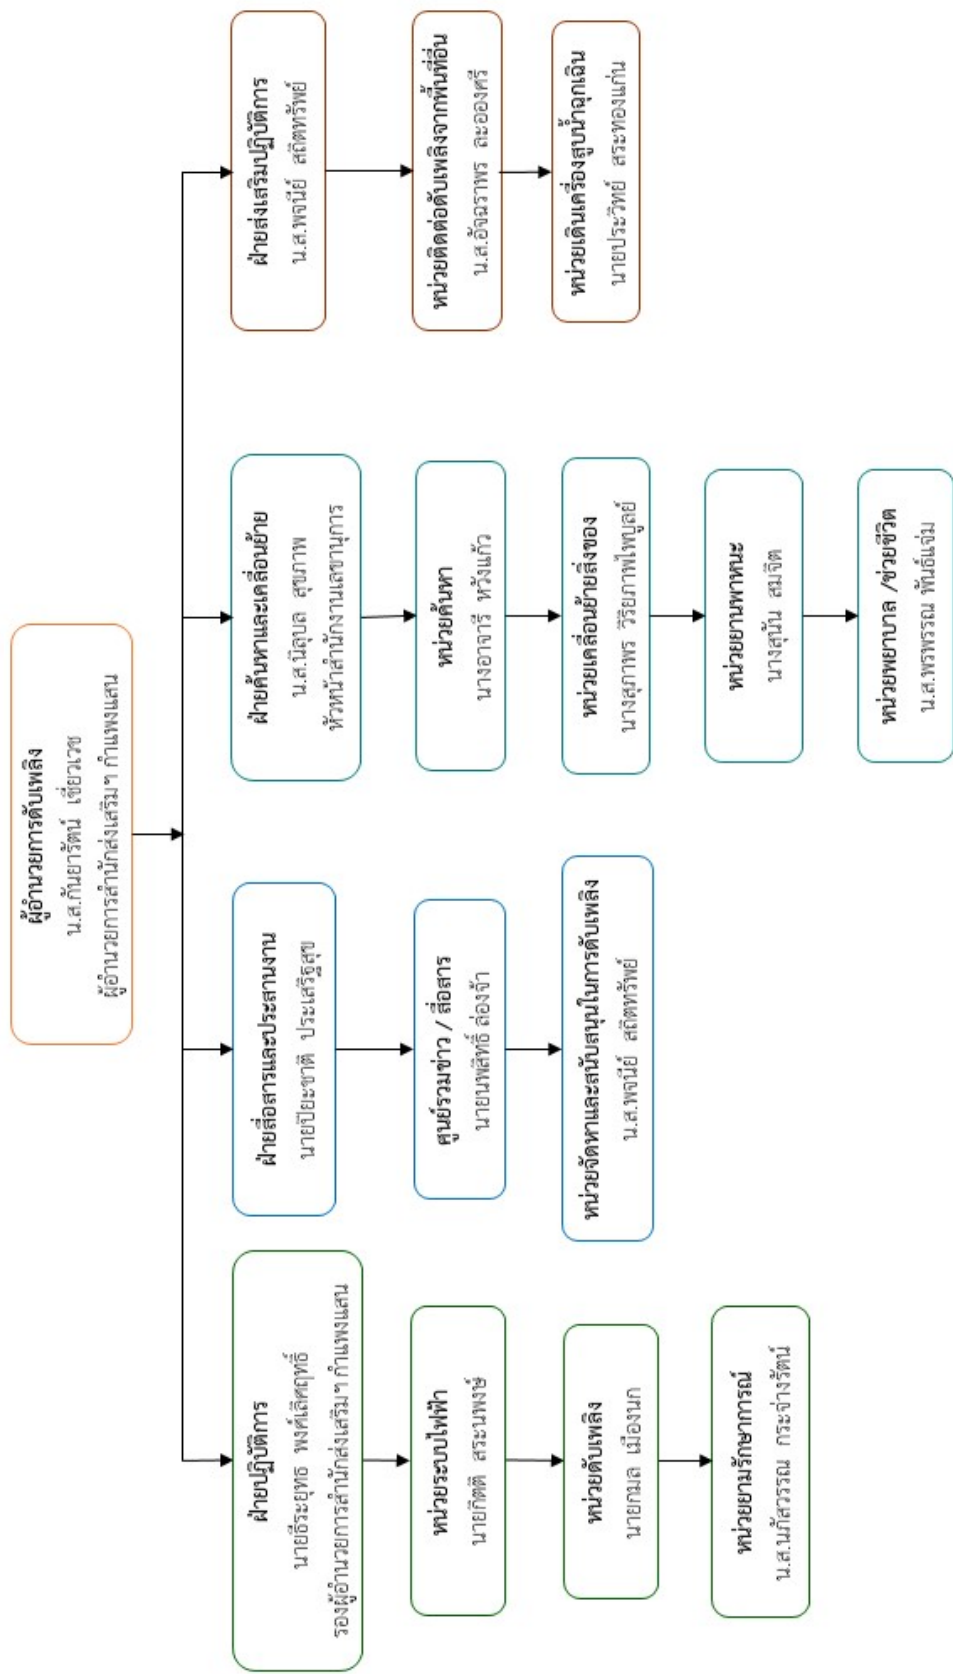 ผู้อำนวยการดับเพลิง
น.ส.กันยารัตน์ เชี่ยวเวช
ผู้อำนวยการสำนักส่งเสริมฯ กำแพงแสน
ฝ่ายปฏิบัติการ
นายธีระยุทธ พงศ์เลิศฤทธิ์
รองผู้อำนวยการสำนักส่งเสริมฯ กำแพงแสน
หน่วยระบบไฟฟ้า
นายกิตติ สระนพงษ์
หน่วยดับเพลิง
นายกมล เมืองนก
หน่วยยามรักษาการณ์
น.ส.นภัสวรรณ กระจ่างรัตน์
ฝ่ายสื่อสารและประสานงาน
นายปิยะชาติ ประเสริฐสุข
ศูนย์รวมข่าว / สื่อสาร
นายนพสิทธิ์ ล่องจ้า
หน่วยจัดหาและสนับสนุนในการดับเพลิง
น.ส.พจนีย์ สถิตทรัพย์
ฝ่ายค้นหาและเคลื่อนย้าย
น.ส.นิลุบล สุขภาพ
หัวหน้าสำนักงานเลขานุการ
หน่วยค้นหา
นางอาจารี หวังแก้ว
หน่วยเคลื่อนย้ายสิ่งของ
นางสุภาพร วิริยภาพไพบูลย์
หน่วยยานพาหนะ
นางสุนัน สมจิต
หน่วยพยาบาล /ช่วยชีวิต
น.ส.พรพรรณ พันธ์แจ่ม
ฝ่ายส่งเสริมปฏิบัติการ
น.ส.พจนีย์ สถิตทรัพย์
หน่วยติดต่อดับเพลิงจากพื้นที่อื่น
น.ส.อัจฉราพร ละอองศรี
หน่วยเดินเครื่องสูบน้ำฉุกเฉิน
นายประวิทย์ สระทองแก่น